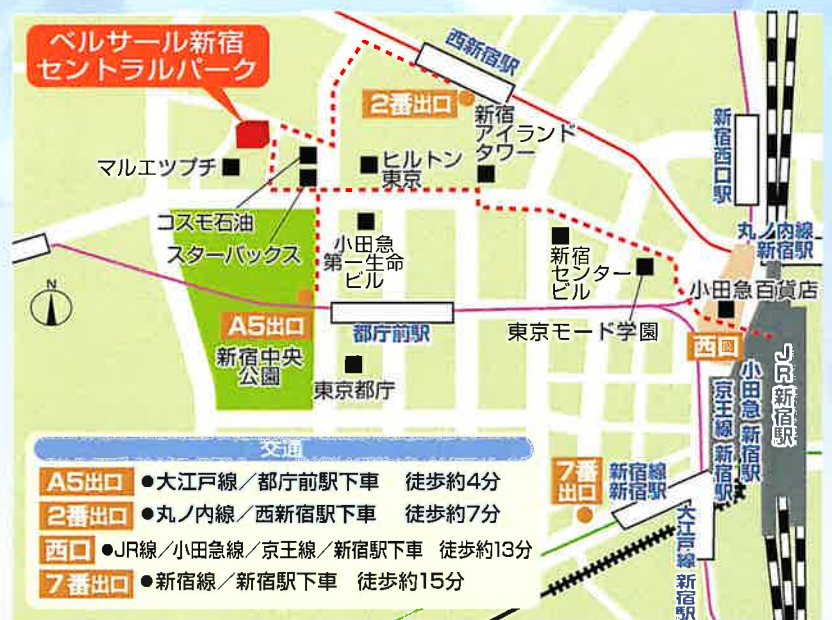 ベルサール新宿
セントラルパーク
西新宿駅
2番出口
新宿
アイランド
タワー
新宿西口駅
マルエツプチ
ヒルトン
東京
コスモ石油
スターバックス
小田急
第一生命
ビル
新宿
センター
ビル
丸ノ内線
新宿駅
小田急百貨店
N
A5出口
都庁前駅
東京モード学園
西口
新宿中央
公園
東京都庁
JR新宿駅
小田急 新宿駅
京王線 新宿駅
7番
出口
新宿線
新宿駅
大江戸線 新宿駅
交通
A5出口 ●大江戸線／都庁前駅下車 徒歩約4分
2番出口 ●丸ノ内線／西新宿駅下車 徒歩約7分
西口 ●JR線／小田急線／京王線／新宿駅下車 徒歩約13分
7番出口 ●新宿線／新宿駅下車 徒歩約15分